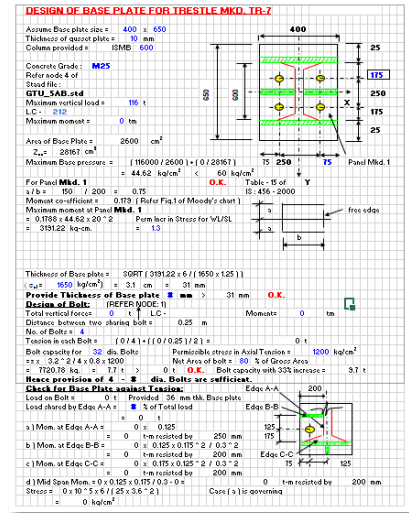 DESIGN OF BASE PLATE FOR TRESTLE MKD. TR-7
Assume Base plate size = 400 x 650
Thickness of gusset plate = 10 mm
Column provided = ISMB 600
400
25
175
250
175
25
650
600
X
Y
75 250 75 Panel Mkd. 1
Concrete Grade : M25
Refer node 4 of
Staad file :
GTU_SAB.std
Maximum vertical load = 116 t
L.C - 212
Maximum moment = 0 tm
Area of Base Plate = 2600 cm²
28167 cm³
Maximum Base pressure = ( 116000 / 2600 ) + ( 0 / 28167 )
= 44.62 kg/cm² < 60 kg/cm²
For Panel Mkd. 1 O.K. Table - 15 of
a / b = 150 / 200 = 0.75 IS : 456 - 2000
Moment co-efficient = 0.179 ( Refer Fig.1 of Moody's chart )
Maximum moment at Panel Mkd. 1
= 0.1788 x 44.62 x 20 ^ 2 Perm Incr in Stress for WL/SL
= 3191.22 kg-cm. = 1.3
free edge
a
a
b
Thickness of Base plate = SQRT ( 3191.22 x 6 / ( 1650 x 1.25 ) )
1650 kg/cm² ) = 3.1 cm = 31 mm
Provide Thickness of Base plate 8 mm > 31 mm O.K.
Design of Bolt: (REFER NODE: 1)
Total vertical force = 0 t L.C - Moment= 0 tm
Distance between two sharing bolt = 0.25 m
No. of Bolts = 4
Tension in each Bolt = ( 0 / 4 ) + ( ( 0 / 0.25 ) / 2 ) = 0 t
Bolt capacity for 32 dia. Bolts Permissible stress in Axial Tension = 1200 kg/cm²
= π x 3.2 ^ 2 / 4 x 0.8 x 1200 Net Area of bolt = 80 % of Gross Area
= 7720.78 kg. = 7.7 t > 0 t O.K. Bolt capacity with 33% increase = 9.7 t
Hence provision of 4 - 8 dia. Bolts are sufficient.
Check for Base Plate against Tension: Edge A-A 200
Load on Bolt = 0 t Provided 36 mm thk. Base plate
Load shared by Edge A-A = 8 % of Total load Edge B-B
= 0 t
a ) Mom. at Edge A-A = 0 x 0.125 125
= 0 t-m resisted by 250 mm 175
b ) Mom. at Edge B-B = 0 x 0.125 x 0.175 ^ 2 / 0.3 ^ 2
= 0 t-m resisted by 200 mm Edge C-C
c ) Mom. at Edge C-C = 0 x 0.175 x 0.125 ^ 2 / 0.3 ^ 2 75 125
= 0 t-m resisted by 200 mm
d ) Mid Span Mom. = 0 x 0.125 x 0.175 / 0.3 - 0 = 0 t-m resisted by 200 mm
Stress = 0 x 10 ^ 5 x 6 / ( 25 x 3.6 ^ 2 ) Case ( a ) is governing
= 0 kg/cm²